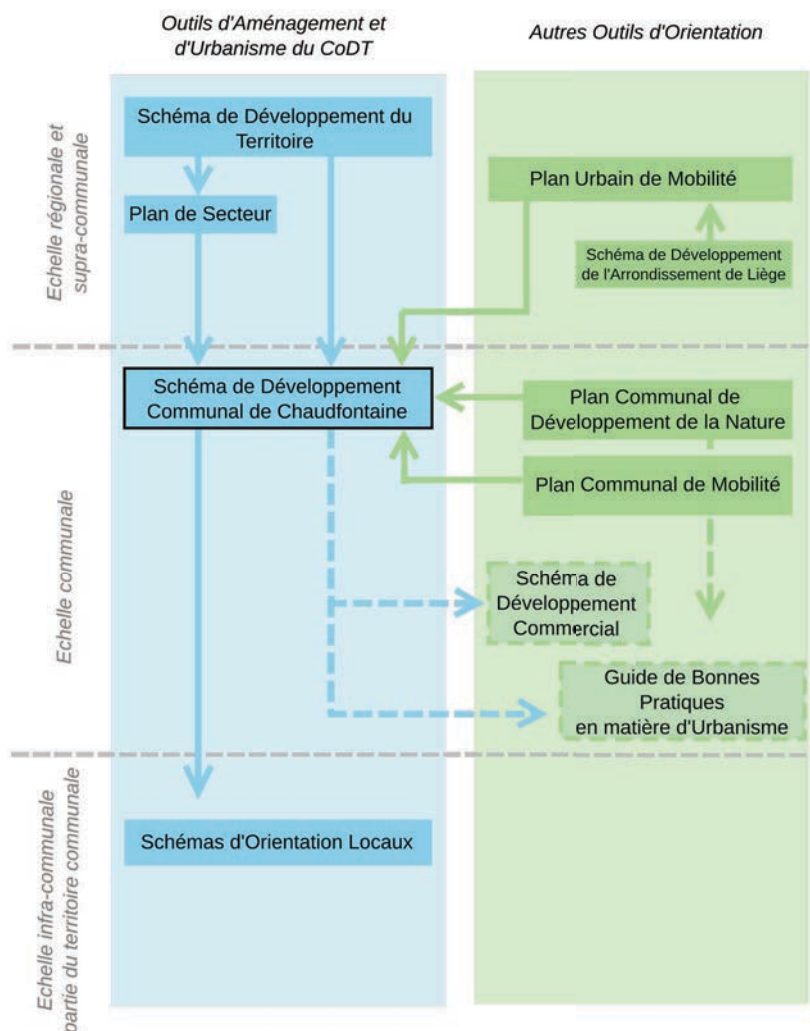 Outils d'Aménagement et
d'Urbanisme du CoDT
Autres Outils d'Orientation
Echelle régionale et
supra-communale
Schéma de Développement du
Territoire
Plan de Secteur
Plan Urbain de Mobilité
Schéma de Développement
de l'Arrondissement de Liège
Echelle communale
Schéma de Développement
Communal de Chaudfontaine
Plan Communal de
Développement de la Nature
Plan Communal de Mobilité
Schéma de
Développement
Commercial
Guide de Bonnes
Pratiques
en matière d'Urbanisme
Echelle infra-communale
partie du territoire communale
Schémas d'Orientation Locaux